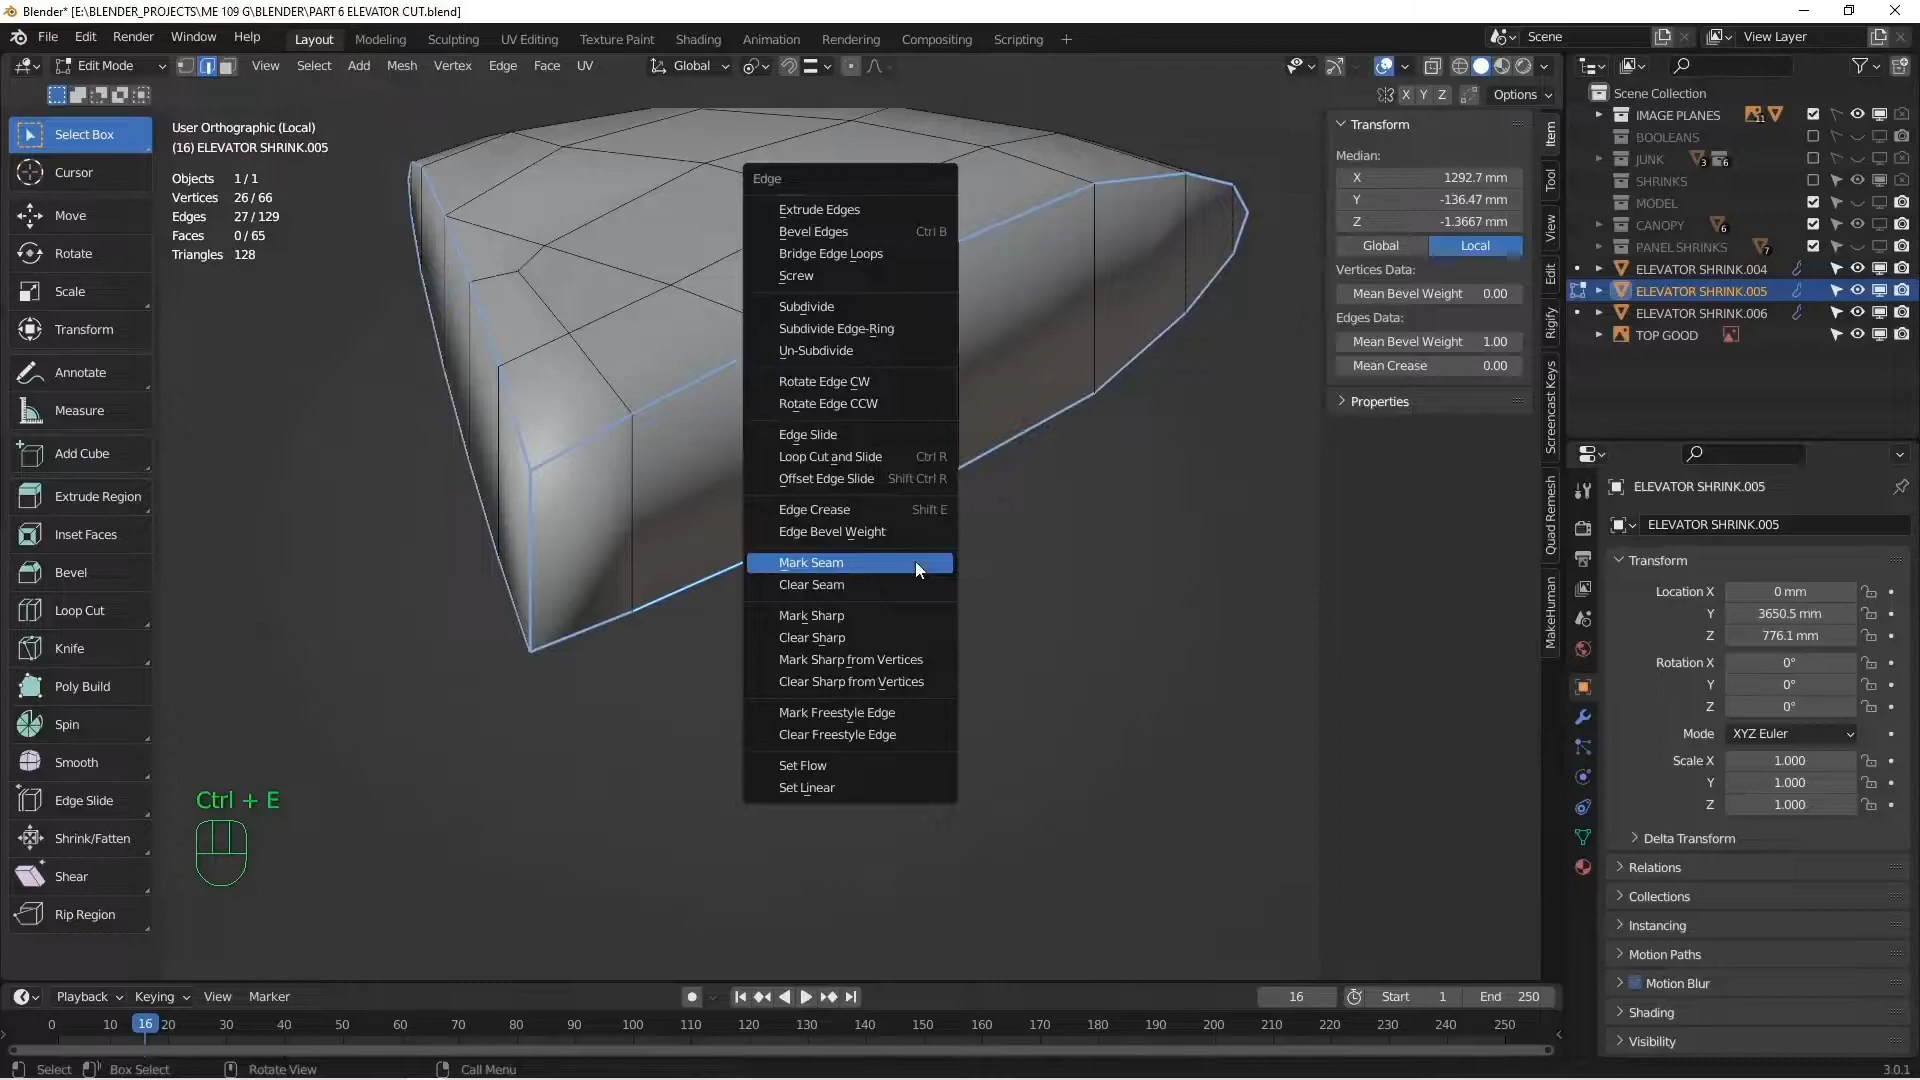 Blender* [E:\BLENDER_PROJECTS\ME 109 G\BLENDER\PART 6 ELEVATOR CUT.blend]
File Edit Render Window Help Layout Modeling Sculpting UV Editing Texture Paint Shading Animation Rendering Compositing Scripting + Scene View Layer
Edit Mode View Select Add Mesh Vertex Edge Face UV Global
X Y Z Options
Select Box
Cursor
Move
Rotate
Scale
Transform
Annotate
Measure
Add Cube
Extrude Region
Inset Faces
Bevel
Loop Cut
Knife
Poly Build
Spin
Smooth
Edge Slide
Shrink/Fatten
Shear
Rip Region
User Orthographic (Local)
(16) ELEVATOR SHRINK.005
Objects 1 / 1
Vertices 26 / 66
Edges 27 / 129
Faces 0 / 65
Triangles 128
Ctrl + E
Edge
Extrude Edges
Bevel Edges Ctrl B
Bridge Edge Loops
Screw
Subdivide
Subdivide Edge-Ring
Un-Subdivide
Rotate Edge CW
Rotate Edge CCW
Edge Slide
Loop Cut and Slide Ctrl R
Offset Edge Slide Shift Ctrl R
Edge Crease Shift E
Edge Bevel Weight
Mark Seam
Clear Seam
Mark Sharp
Clear Sharp
Mark Sharp from Vertices
Clear Sharp from Vertices
Mark Freestyle Edge
Clear Freestyle Edge
Set Flow
Set Linear
Transform
Median:
X 1292.7 mm
Y -136.47 mm
Z -1.3667 mm
Global Local
Vertices Data:
Mean Bevel Weight 0.00
Edges Data:
Mean Bevel Weight 1.00
Mean Crease 0.00
Properties
Item
Tool
View
Edit
Rigify
Screencast Keys
Quad Remesh
MakeHuman
Scene Collection
IMAGE PLANES 11
BOOLEANS
JUNK 3 6
SHRINKS
MODEL
CANOPY 6
PANEL SHRINKS 7
ELEVATOR SHRINK.004
ELEVATOR SHRINK.005
ELEVATOR SHRINK.006
TOP GOOD
ELEVATOR SHRINK.005
ELEVATOR SHRINK.005
Transform
Location X 0 mm
Y 3650.5 mm
Z 776.1 mm
Rotation X 0°
Y 0°
Z 0°
Mode XYZ Euler
Scale X 1.000
Y 1.000
Z 1.000
Delta Transform
Relations
Collections
Instancing
Motion Paths
Motion Blur
Shading
Visibility
Playback Keying View Marker 16 Start 1 End 250
0 10 16 20 30 40 50 60 70 80 90 100 110 120 130 140 150 160 170 180 190 200 210 220 230 240 250
Select Box Select Rotate View Call Menu 3.0.1